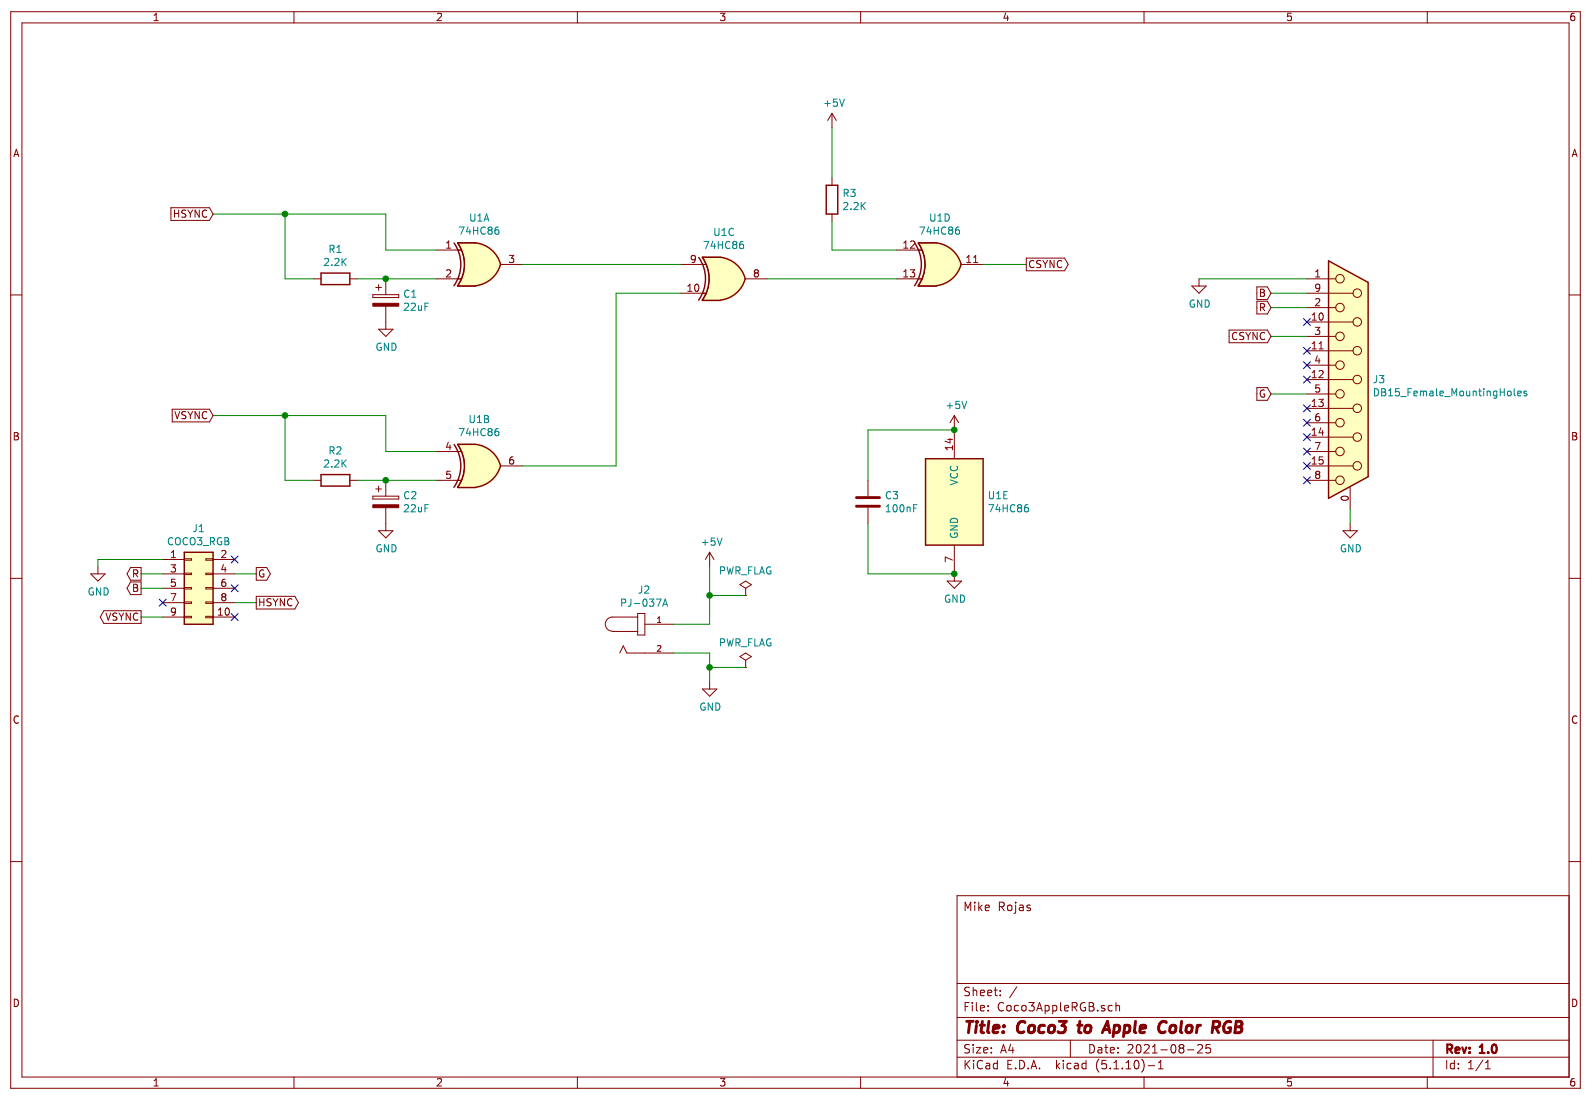 1 2 3 4 5 6
A A
+5V
R3
2.2K
HSYNC
U1A
74HC86
1
2
3
R1
2.2K
C1
22uF
GND
U1C
74HC86
9
10
8
U1D
74HC86
12
13
11
CSYNC
VSYNC
U1B
74HC86
4
5
6
R2
2.2K
C2
22uF
GND
B B
+5V
14
VCC
GND
7
U1E
74HC86
C3
100nF
GND
GND
1
B 9
R 2
10
CSYNC 3
11
4
12
G 5
13
6
14
7
15
8
0
J3
DB15_Female_MountingHoles
GND
J1
COCO3_RGB
1 2
R 3 4 G
B 5 6
7 8 HSYNC
VSYNC 9 10
GND
+5V
PWR_FLAG
J2
PJ-037A
1
PWR_FLAG
2
GND
C C
Mike Rojas
Sheet: /
File: Coco3AppleRGB.sch
Title: Coco3 to Apple Color RGB
Size: A4 Date: 2021-08-25 Rev: 1.0
KiCad E.D.A. kicad (5.1.10)-1 Id: 1/1
D D
1 2 3 4 5 6